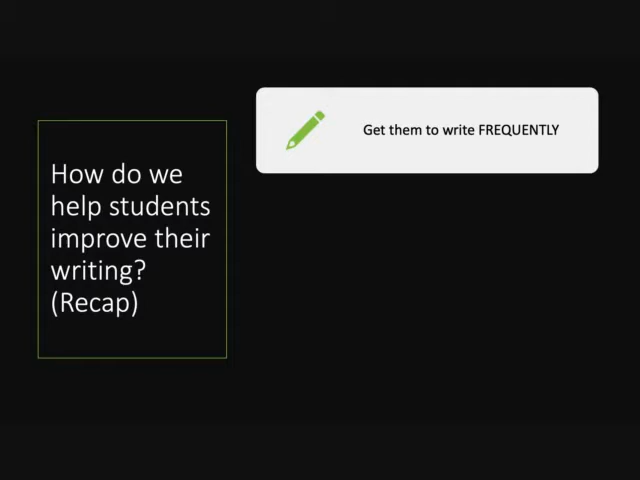 How do we
help students
improve their
writing?
(Recap)
Get them to write FREQUENTLY